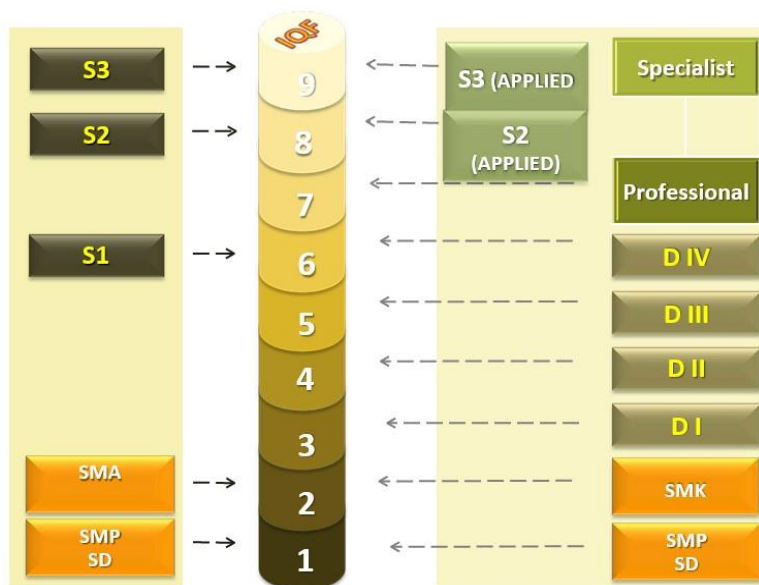 IQF
S3
9
S3 (APPLIED
Specialist
S2
8
S2
(APPLIED)
7
Professional
S1
6
D IV
5
D III
4
D II
3
D I
SMA
2
SMK
SMP
SD
1
SMP
SD